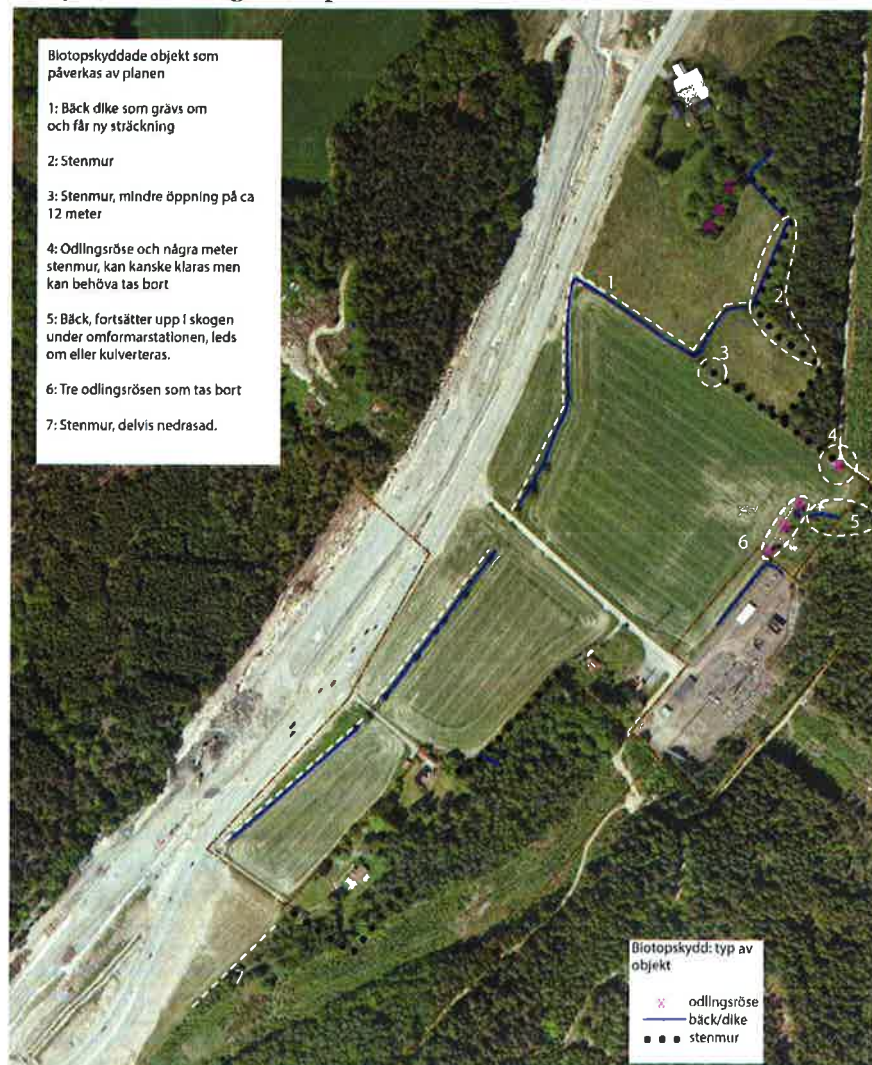 Biotopskyddade objekt som
påverkas av planen
1: Bäck dike som grävs om
och får ny sträckning
2: Stenmur
3: Stenmur, mindre öppning på ca
12 meter
4: Odlingsröse och några meter
stenmur, kan kanske klaras men
kan behöva tas bort
5: Bäck, fortsätter upp i skogen
under omformarstationen, leds
om eller kulverteras.
6: Tre odlingsrösen som tas bort
7: Stenmur, delvis nedrasad.
1
2
3
4
5
6
7
Biotopskydd: typ av
objekt
odlingsröse
bäck/dike
stenmur